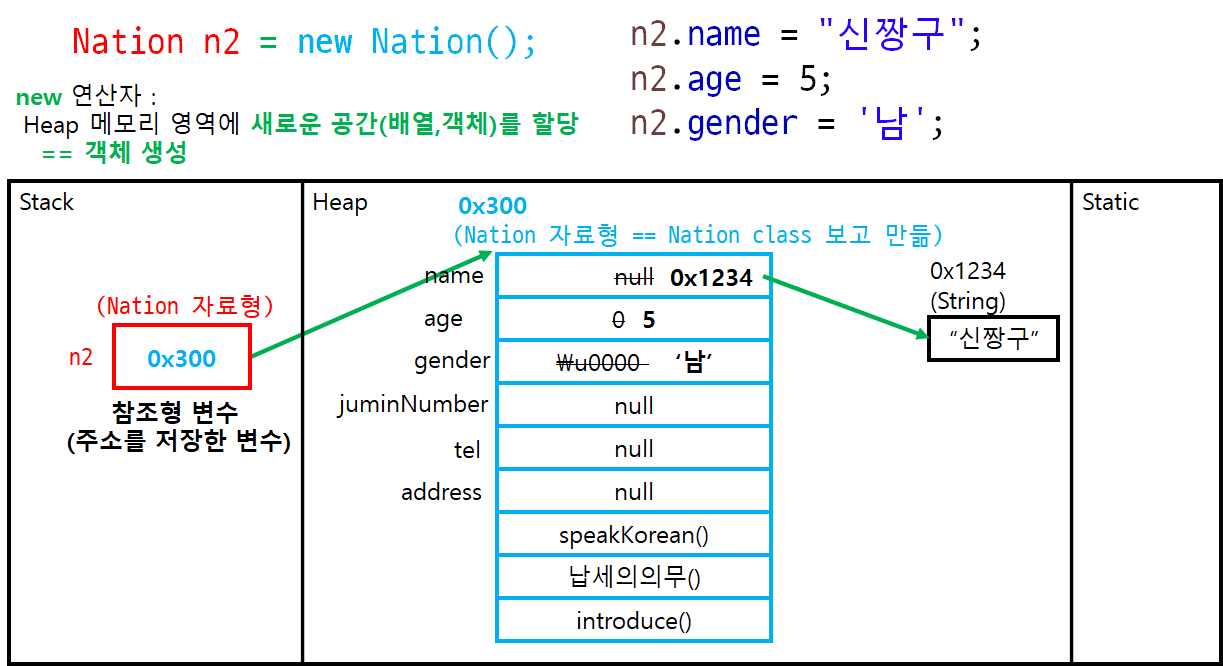 Nation n2 = new Nation();
n2.name = "신짱구";
n2.age = 5;
n2.gender = '남';
new 연산자 :
Heap 메모리 영역에 새로운 공간(배열,객체)를 할당
== 객체 생성
Stack
Heap
Static
0x300
(Nation 자료형 == Nation class 보고 만듦)
(Nation 자료형)
n2
0x300
참조형 변수
(주소를 저장한 변수)
name
null 0x1234
age
0 5
gender
₩u0000 ‘남’
juminNumber
null
tel
null
address
null
speakKorean()
납세의의무()
introduce()
0x1234
(String)
“신짱구”